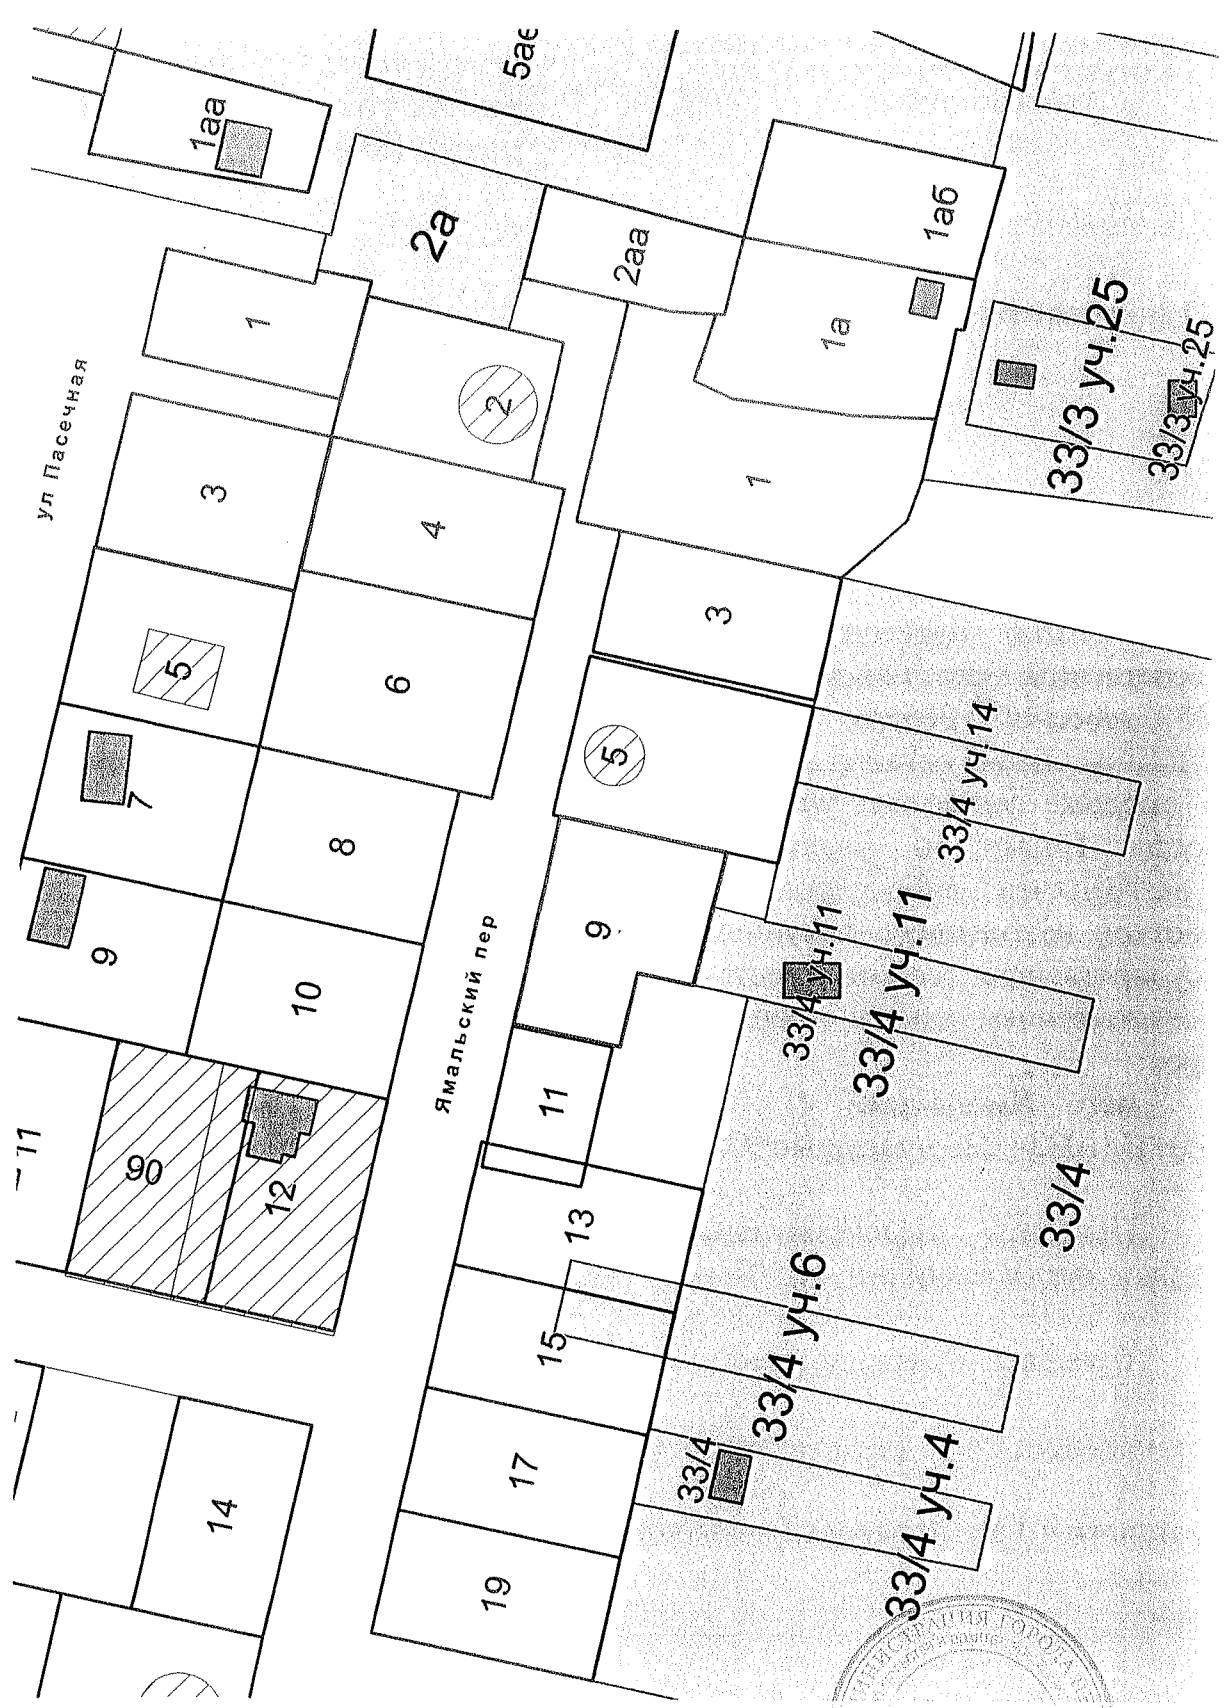 5ае
1аа
2а
2аа
1аб
1а
1
ул Пасечная
3
2
4
1
33/3 уч.25
33/3 уч.25
5
6
3
7
8
5
33/4 уч.14
9
10
Ямальский пер
9
33/4 уч.11
33/4 уч.11
11
90
12
11
13
33/4
15
33/4 уч.6
14
17
33/4
33/4 уч.4
19